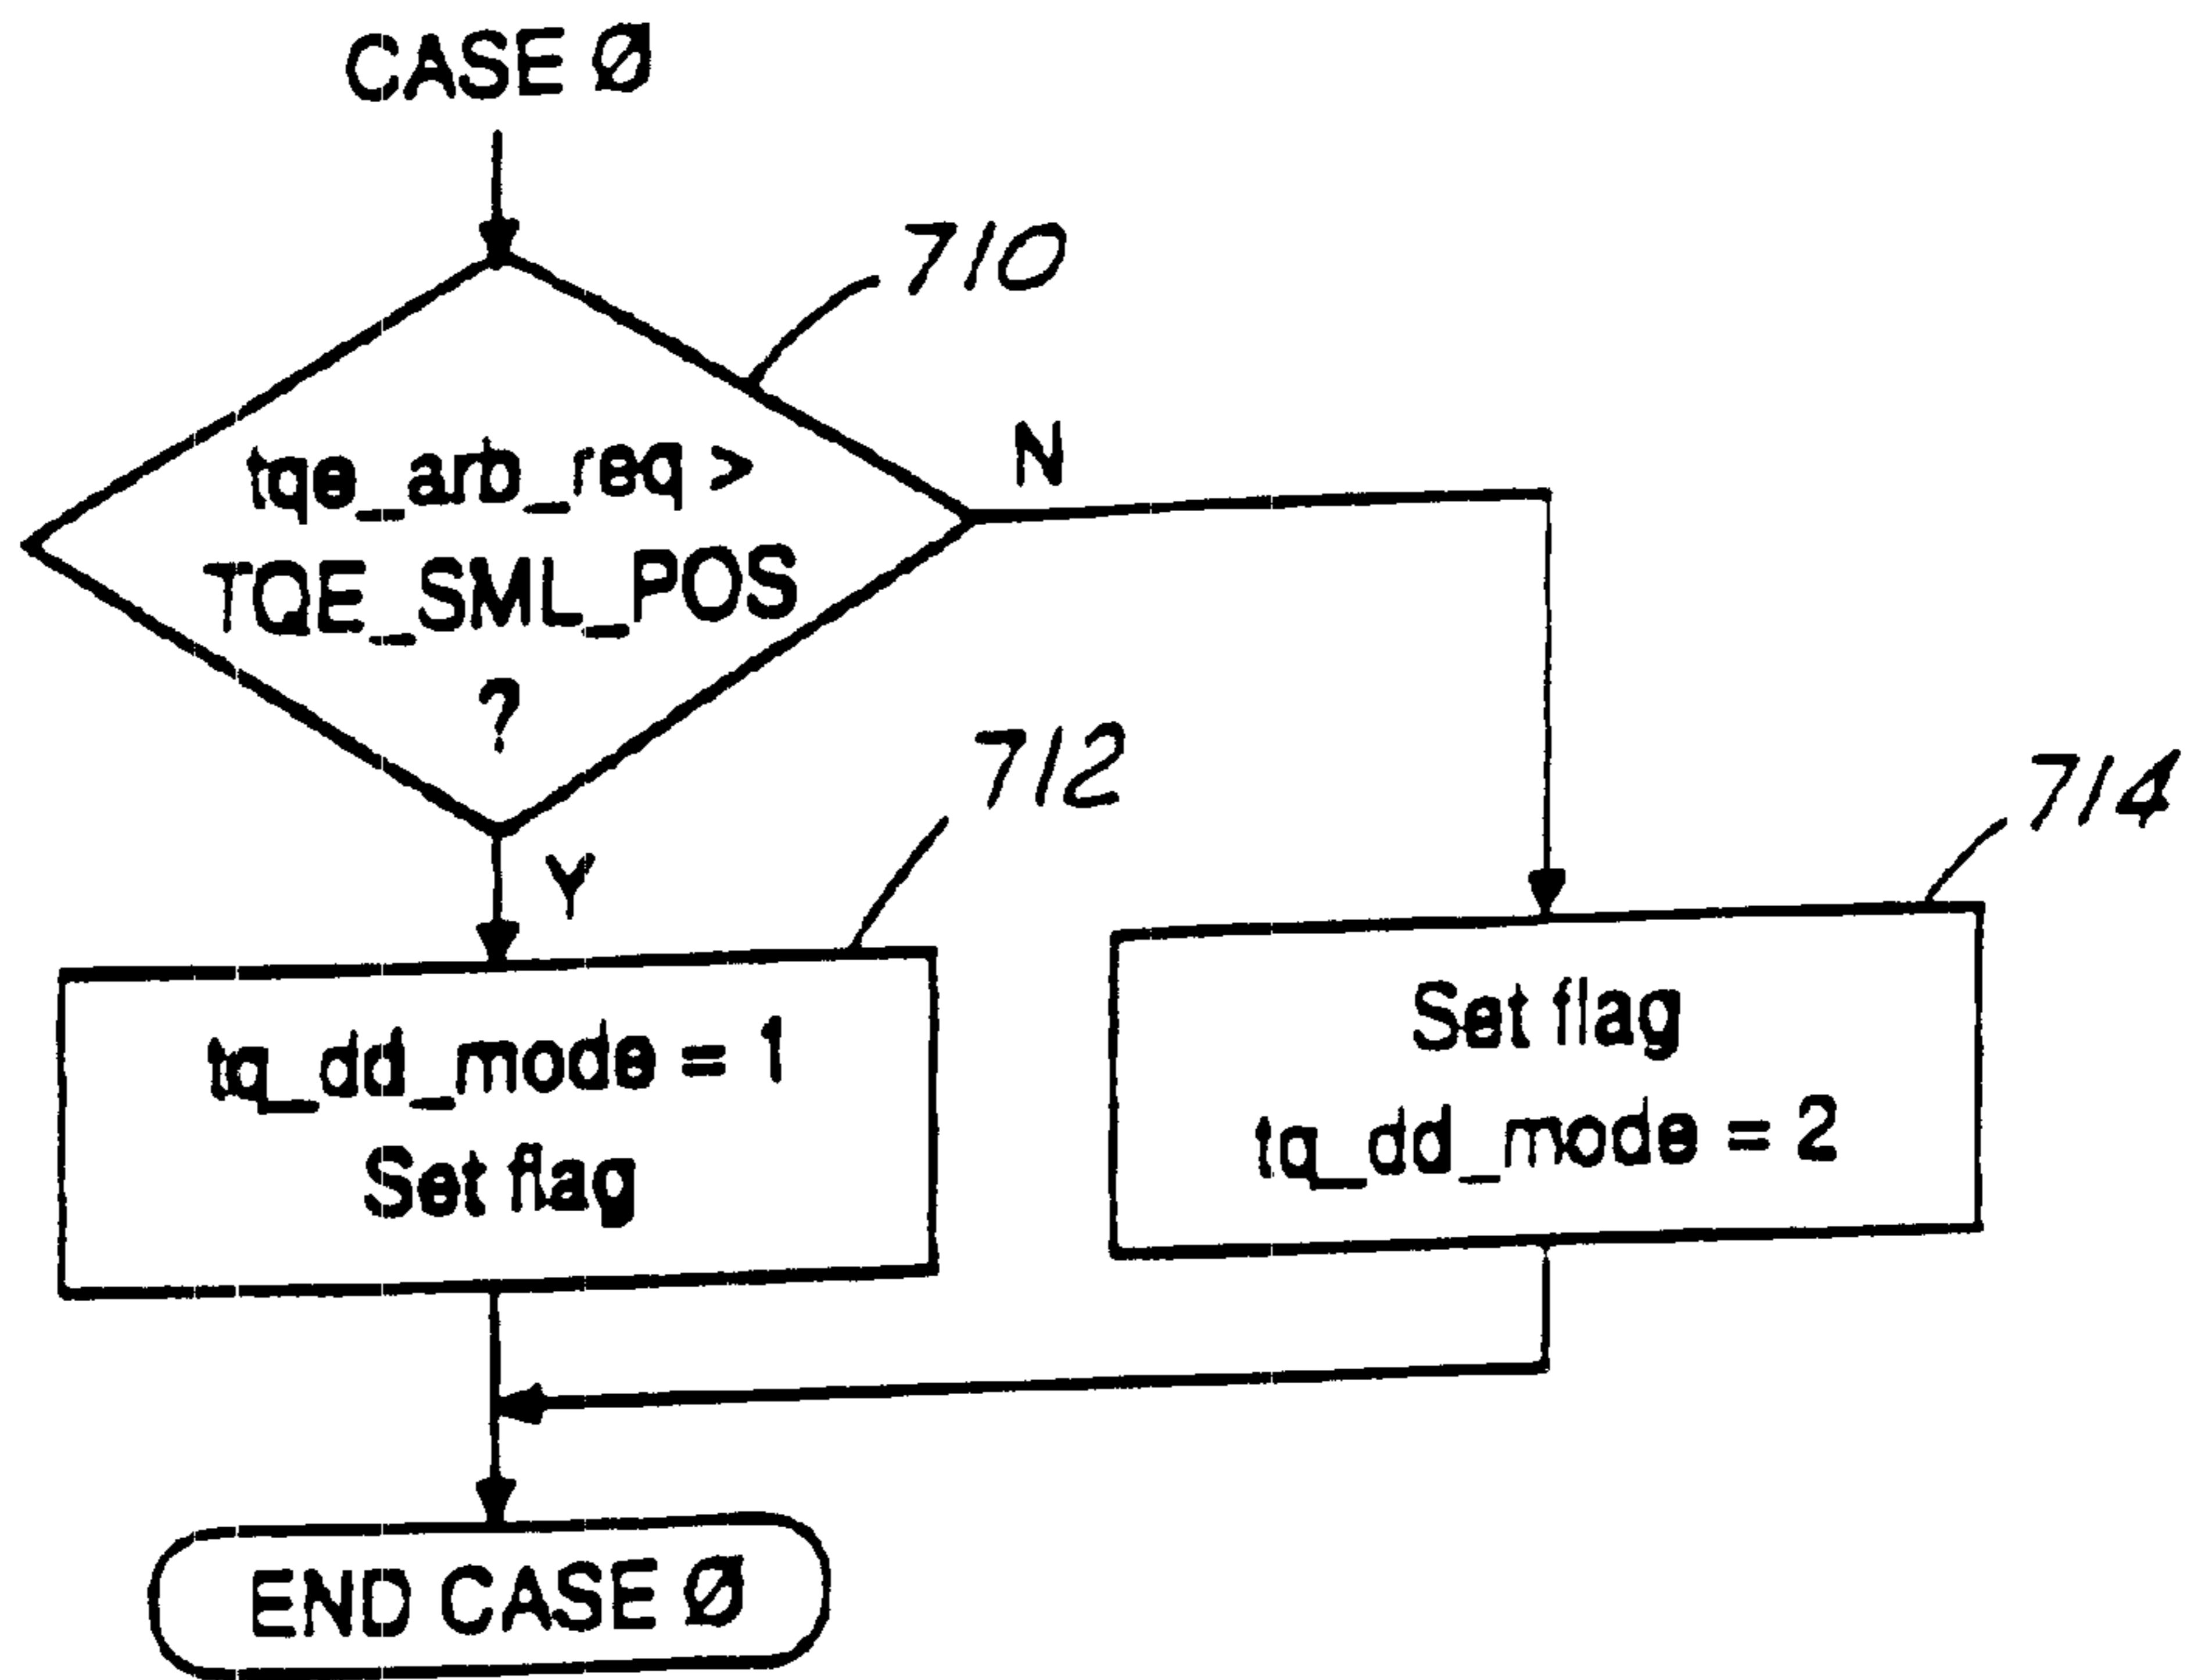 CASE Ø
710
tqe_arb_req >
TQE_SML_POS
?
N
Y
712
714
tq_dd_mode = 1
Set flag
Set flag
tq_dd_mode = 2
END CASE Ø